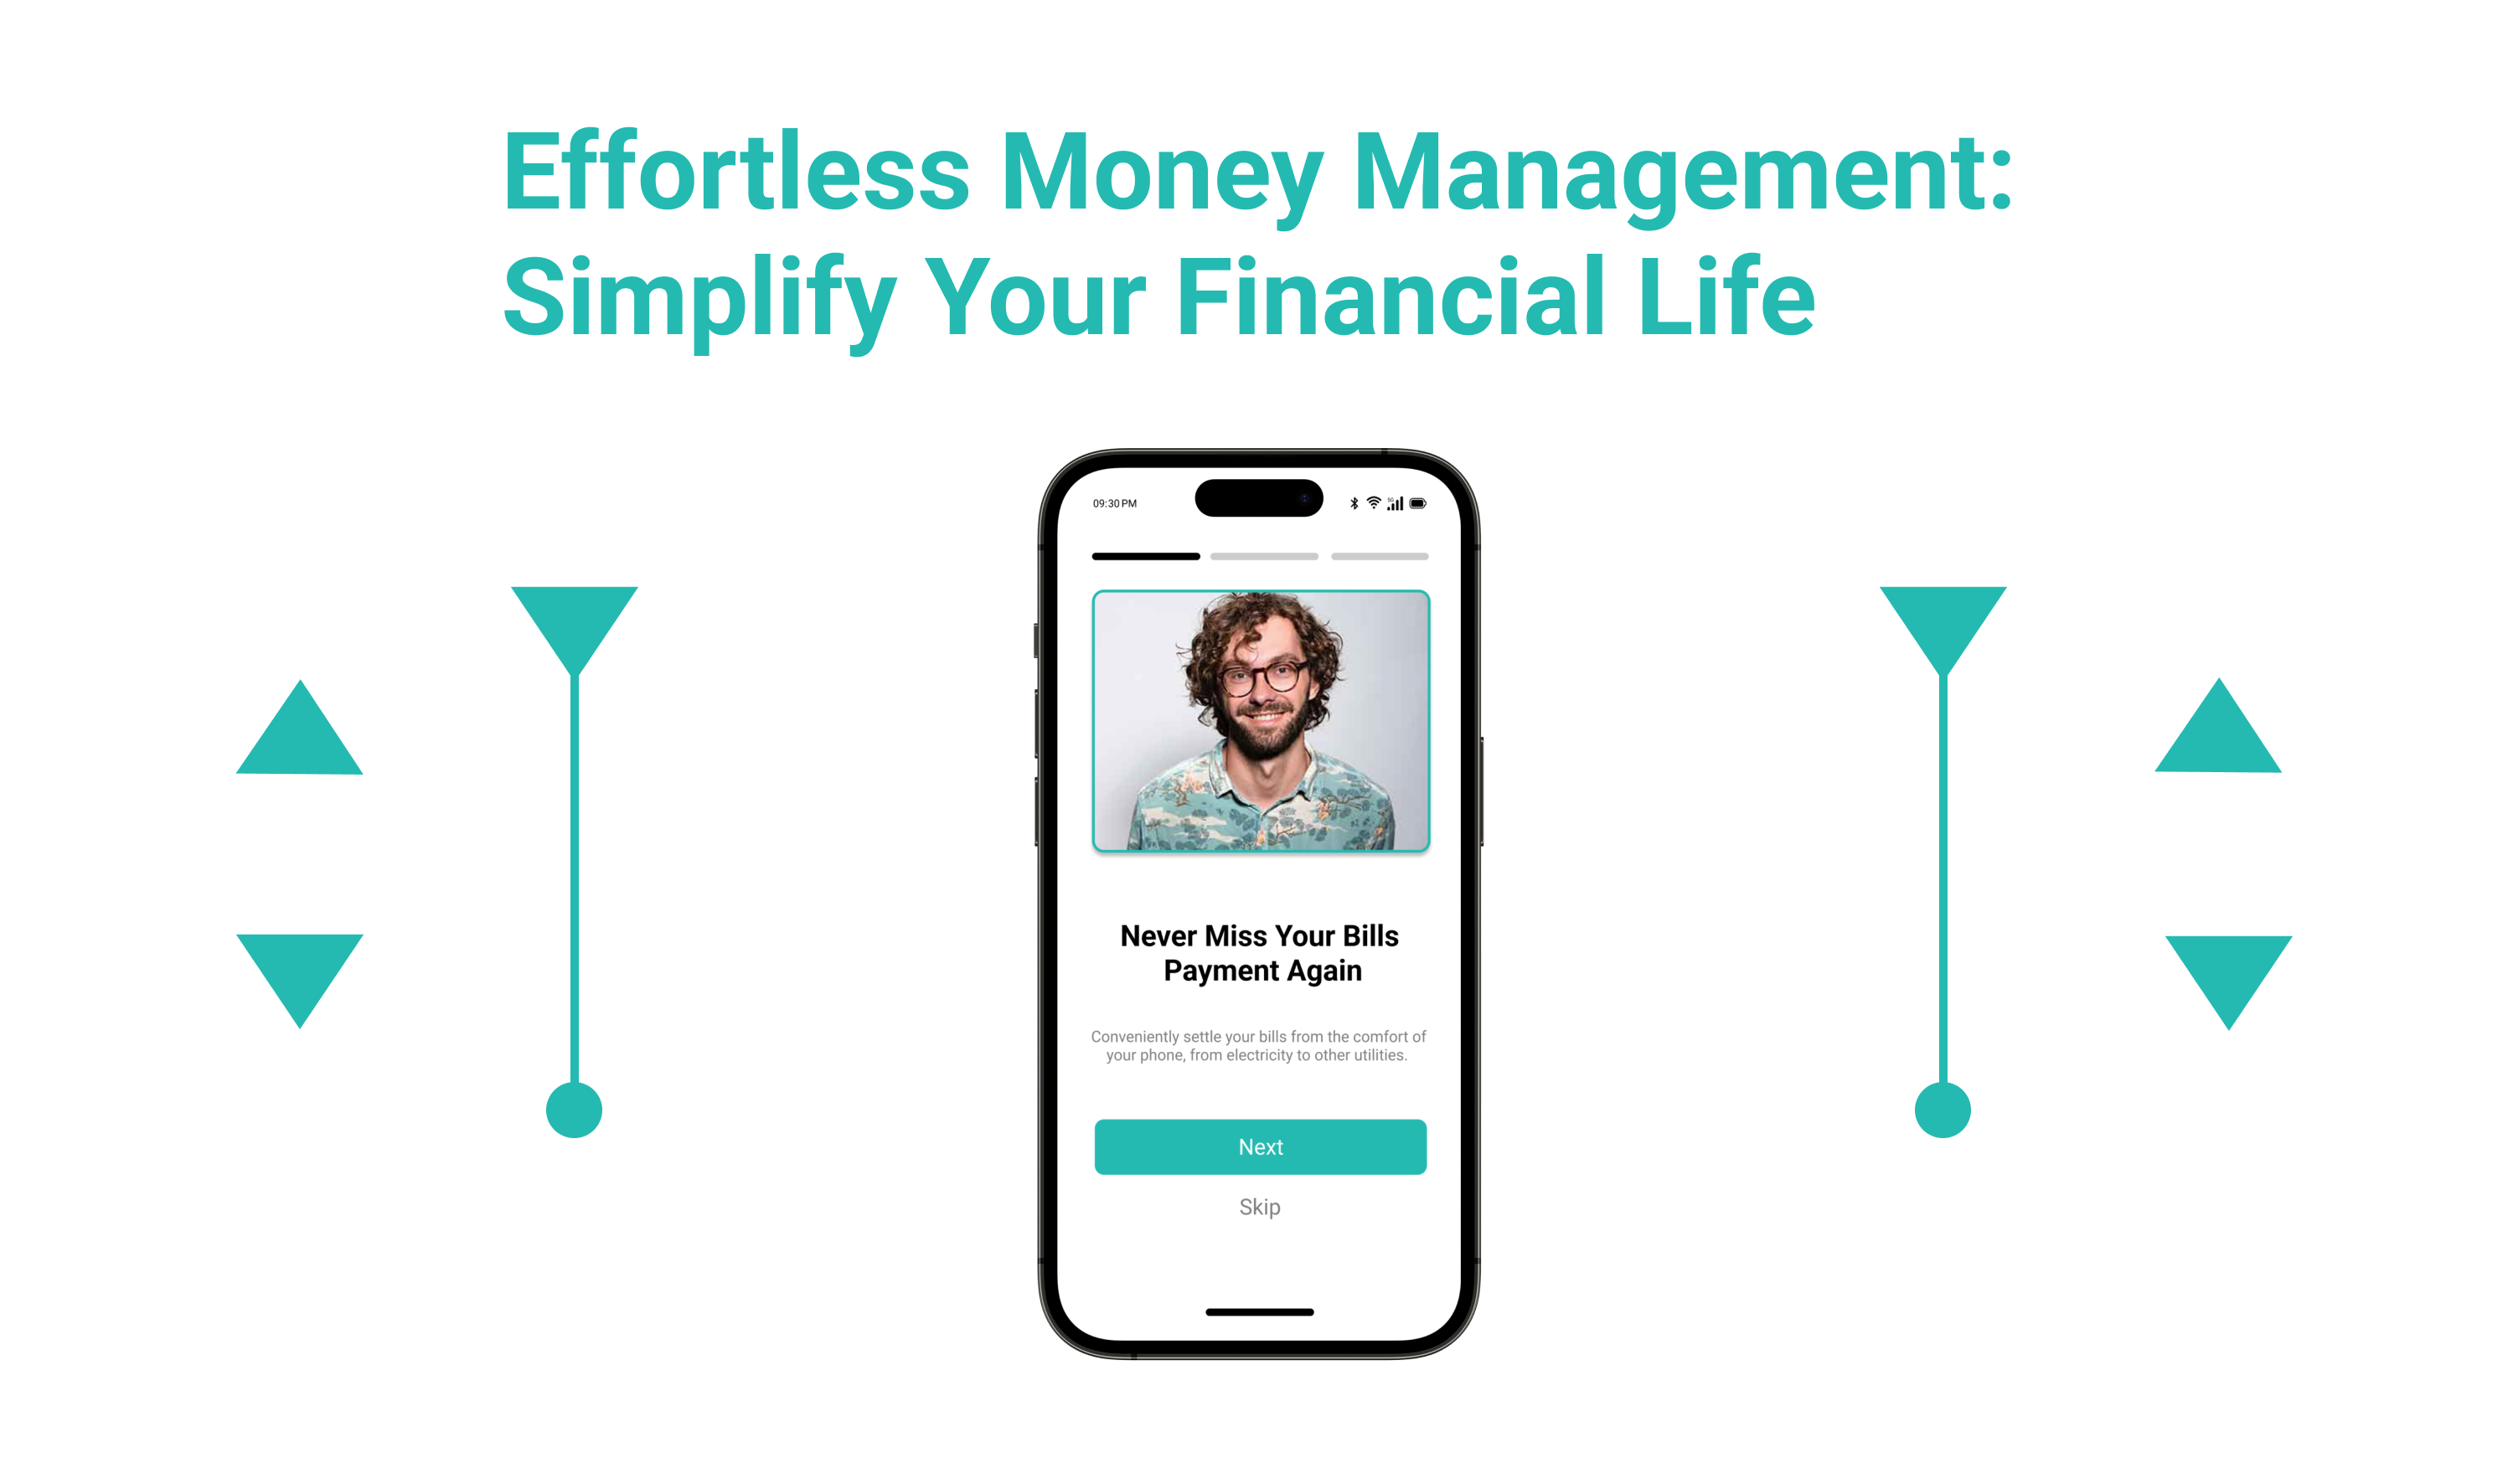 Effortless Money Management:
Simplify Your Financial Life
09:30 PM
5G
Never Miss Your Bills
Payment Again
Conveniently settle your bills from the comfort of
your phone, from electricity to other utilities.
Next
Skip